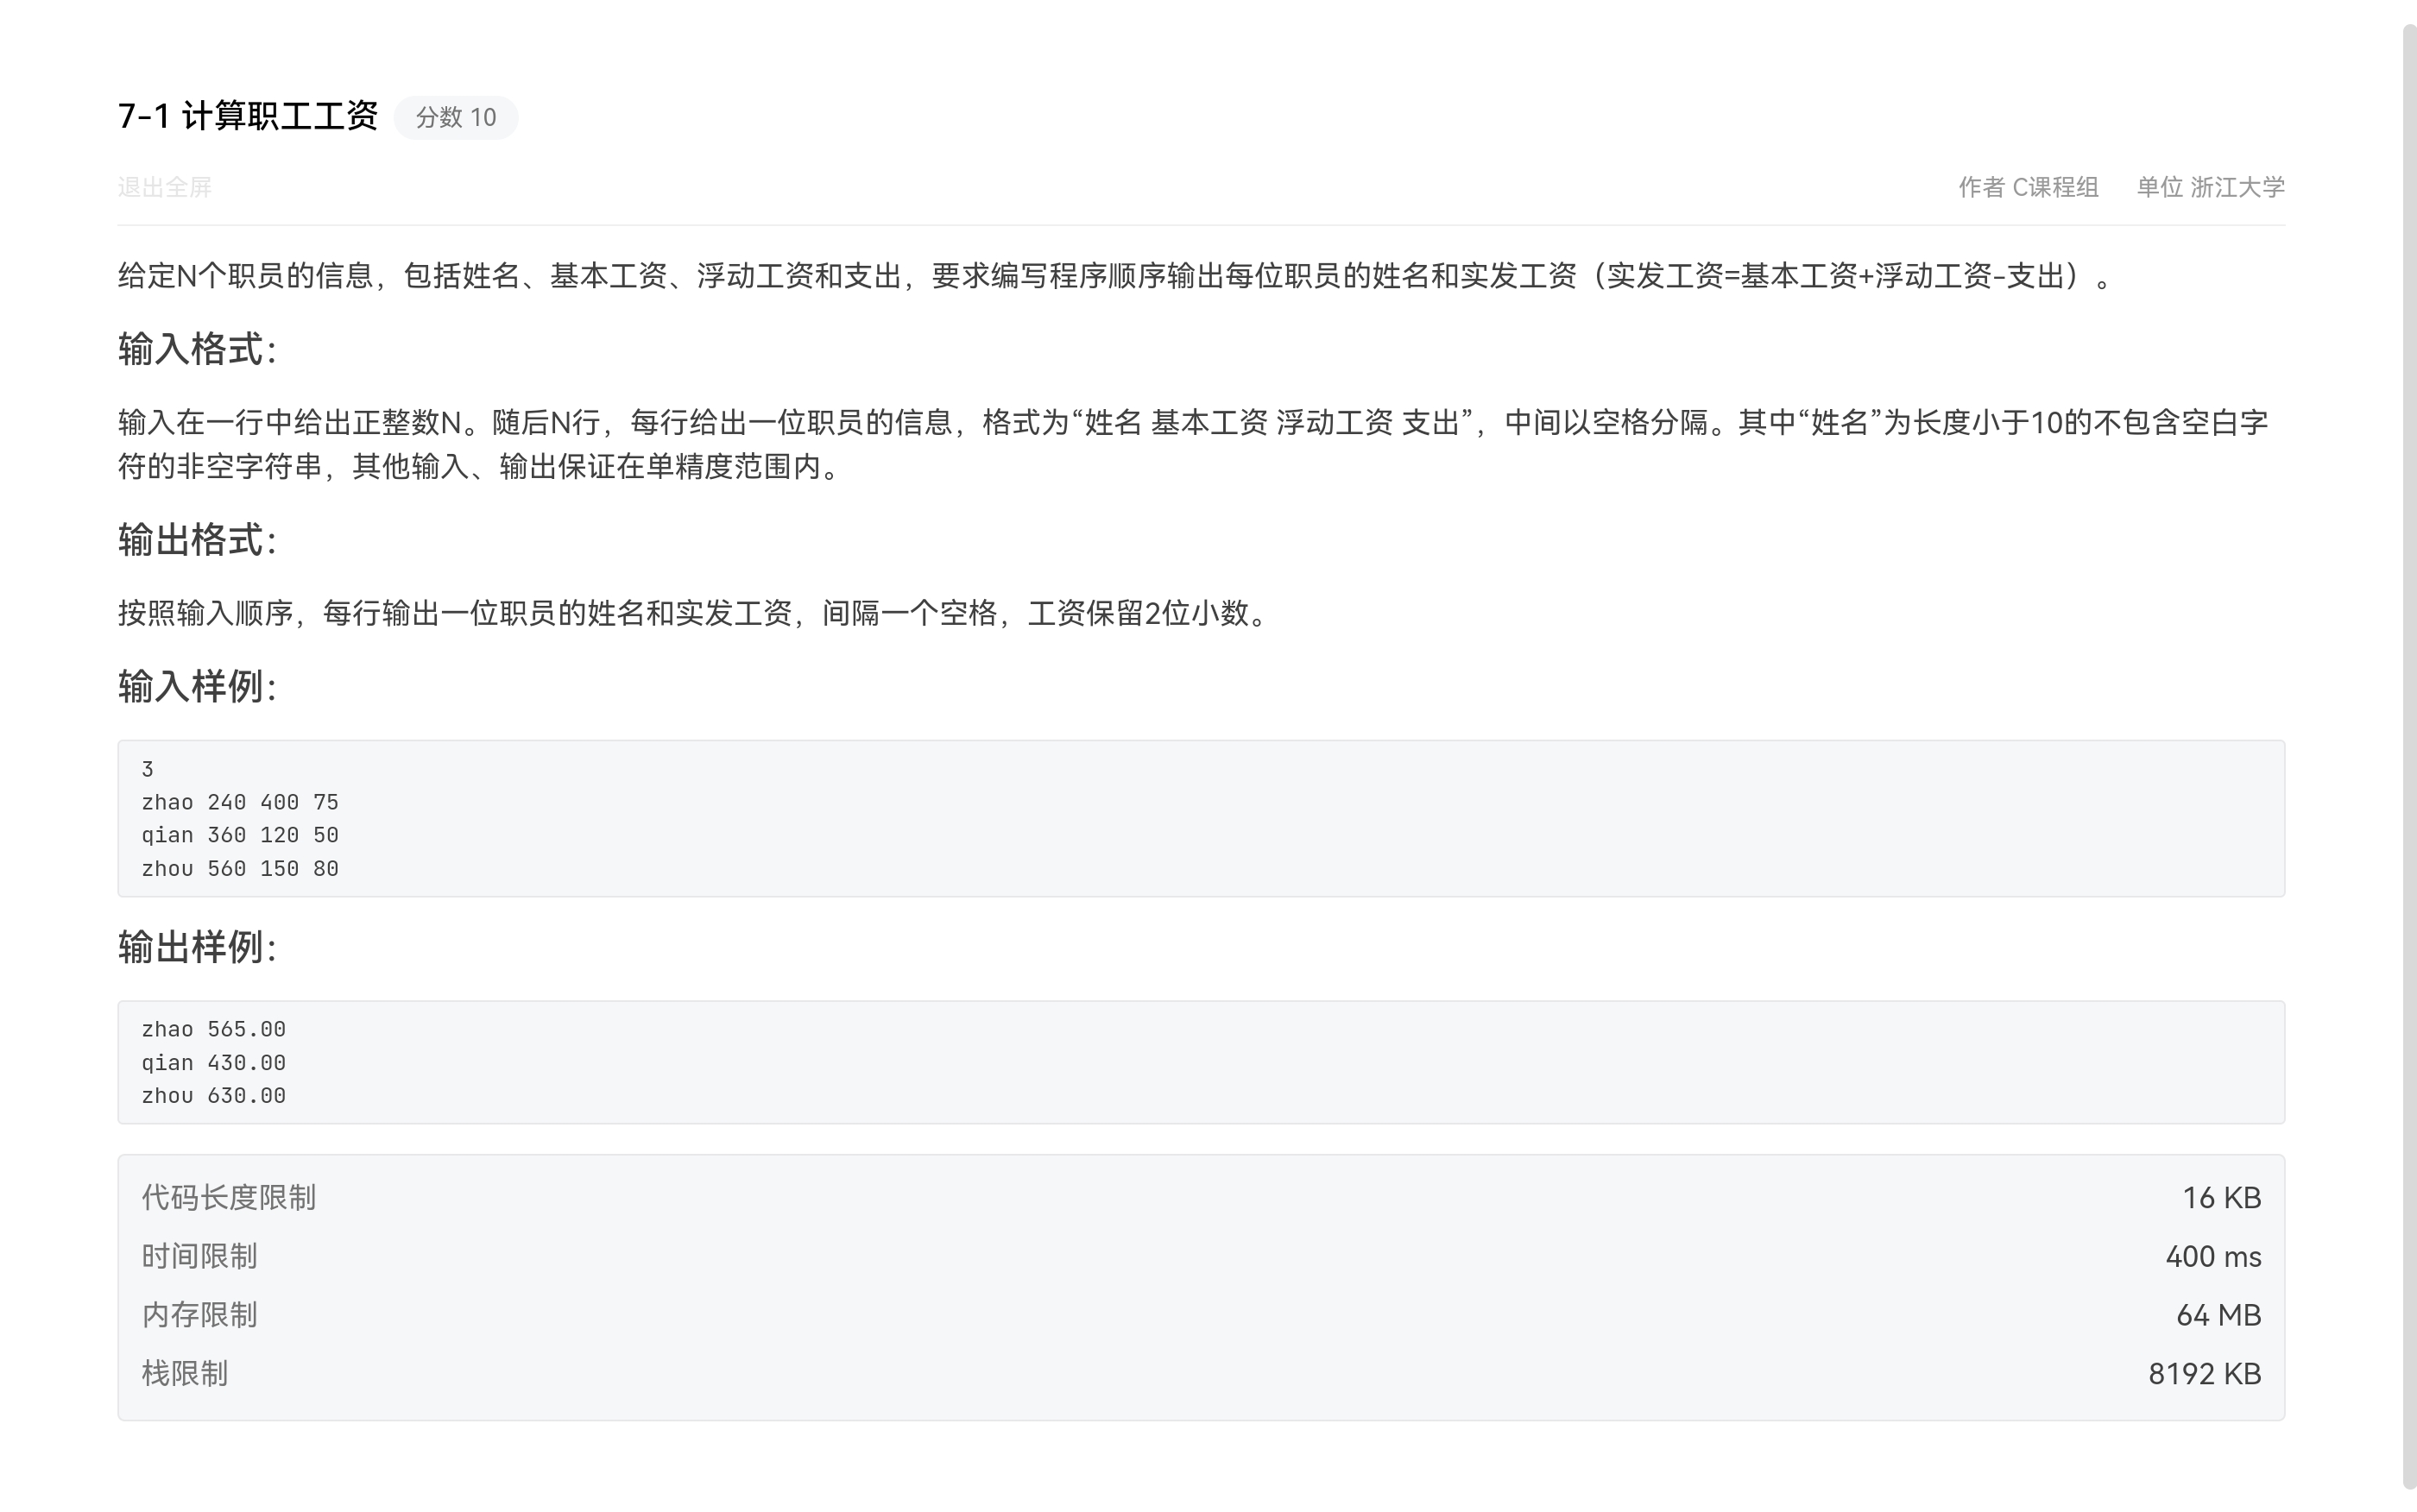 7-1 计算职工工资 分数 10
退出全屏 作者 C课程组 单位 浙江大学
给定N个职员的信息，包括姓名、基本工资、浮动工资和支出，要求编写程序顺序输出每位职员的姓名和实发工资（实发工资=基本工资+浮动工资-支出）。
输入格式：
输入在一行中给出正整数N。随后N行，每行给出一位职员的信息，格式为“姓名 基本工资 浮动工资 支出”，中间以空格分隔。其中“姓名”为长度小于10的不包含空白字
符的非空字符串，其他输入、输出保证在单精度范围内。
输出格式：
按照输入顺序，每行输出一位职员的姓名和实发工资，间隔一个空格，工资保留2位小数。
输入样例：
3
zhao 240 400 75
qian 360 120 50
zhou 560 150 80
输出样例：
zhao 565.00
qian 430.00
zhou 630.00
代码长度限制 16 KB
时间限制 400 ms
内存限制 64 MB
栈限制 8192 KB